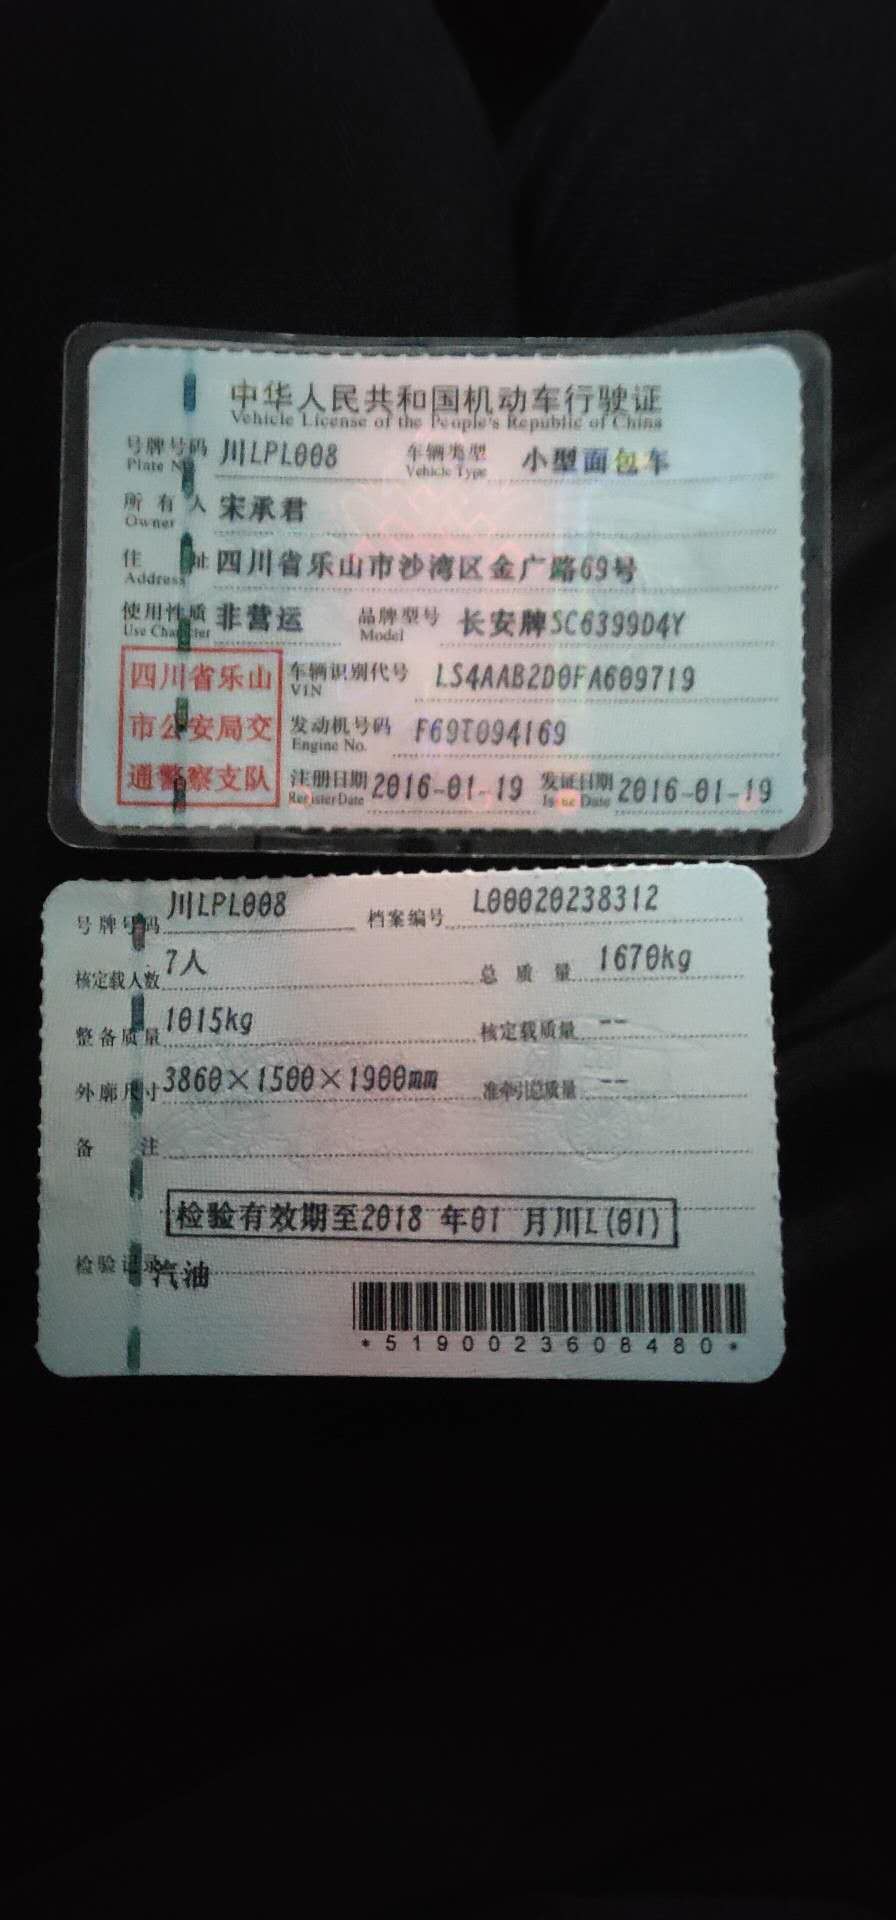 中华人民共和国机动车行驶证
Vehicle License of the People's Republic of China
号牌号码 川LPL008 车辆类型 小型面包车
Plate No. Vehicle Type
所有人 宋承君
Owner
住址 四川省乐山市沙湾区金广路69号
Address
使用性质 非营运 品牌型号 长安牌SC6399D4Y
Use Character Model
四川省乐山
市公安局交
通警察支队
车辆识别代号 LS4AAB2D0FA609719
VIN
发动机号码 F69T094169
Engine No.
注册日期 2016-01-19 发证日期 2016-01-19
Register Date Issue Date
号牌号码 川LPL008 档案编号 L00020238312
核定载人数 7人 总质量 1670kg
整备质量 1015kg 核定载质量 --
外廓尺寸 3860×1500×1900mm 准牵引总质量 --
备注
检验有效期至2018 年01 月川L(01)
检验记录 汽油
*5190023608480*